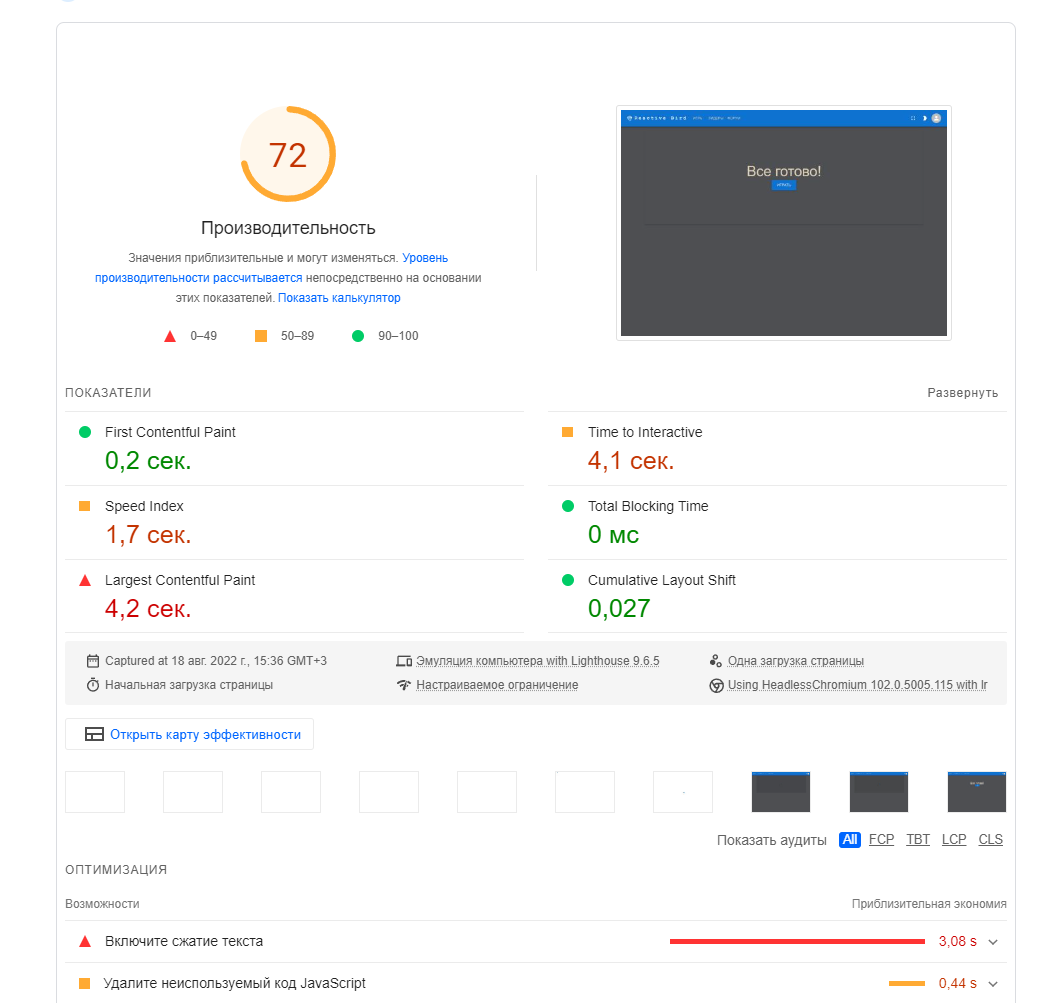 72
Производительность
Значения приблизительные и могут изменяться. Уровень
производительности рассчитывается непосредственно на основании
этих показателей. Показать калькулятор
0–49
50–89
90–100
Reactive Bird
Все готово!
ПОКАЗАТЕЛИ
Развернуть
First Contentful Paint
0,2 сек.
Time to Interactive
4,1 сек.
Speed Index
1,7 сек.
Total Blocking Time
0 мс
Largest Contentful Paint
4,2 сек.
Cumulative Layout Shift
0,027
Captured at 18 авг. 2022 г., 15:36 GMT+3
Эмуляция компьютера with Lighthouse 9.6.5
Одна загрузка страницы
Начальная загрузка страницы
Настраиваемое ограничение
Using HeadlessChromium 102.0.5005.115 with lr
Открыть карту эффективности
Показать аудиты All FCP TBT LCP CLS
ОПТИМИЗАЦИЯ
Возможности
Приблизительная экономия
Включите сжатие текста
3,08 s
Удалите неиспользуемый код JavaScript
0,44 s